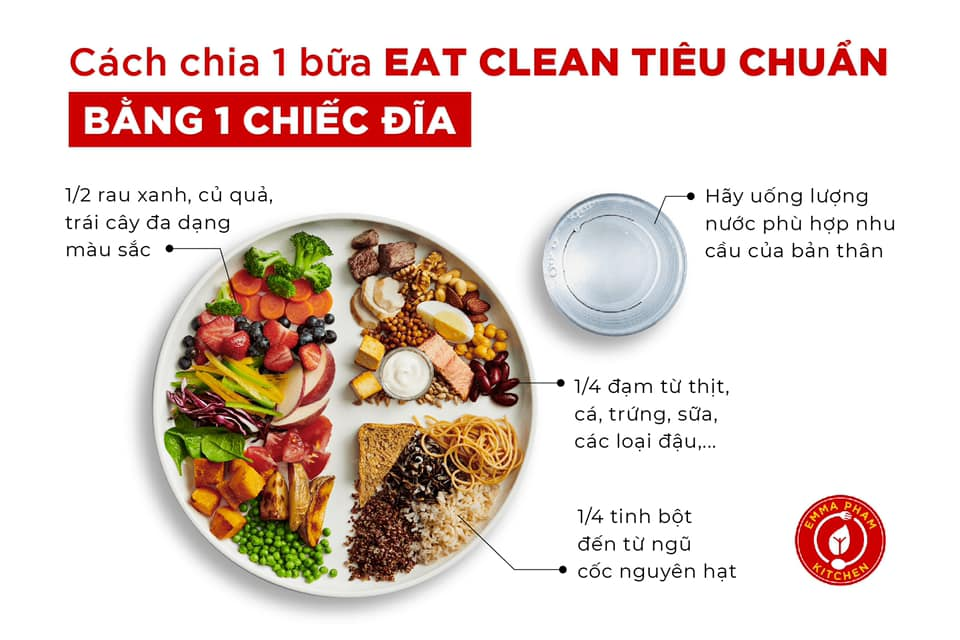 Cách chia 1 bữa EAT CLEAN TIÊU CHUẨN
BẰNG 1 CHIẾC ĐĨA
1/2 rau xanh, củ quả,
trái cây đa dạng
màu sắc
Hãy uống lượng
nước phù hợp nhu
cầu của bản thân
1/4 đạm từ thịt,
cá, trứng, sữa,
các loại đậu,...
1/4 tinh bột
đến từ ngũ
cốc nguyên hạt
EMMA PHAM
KITCHEN